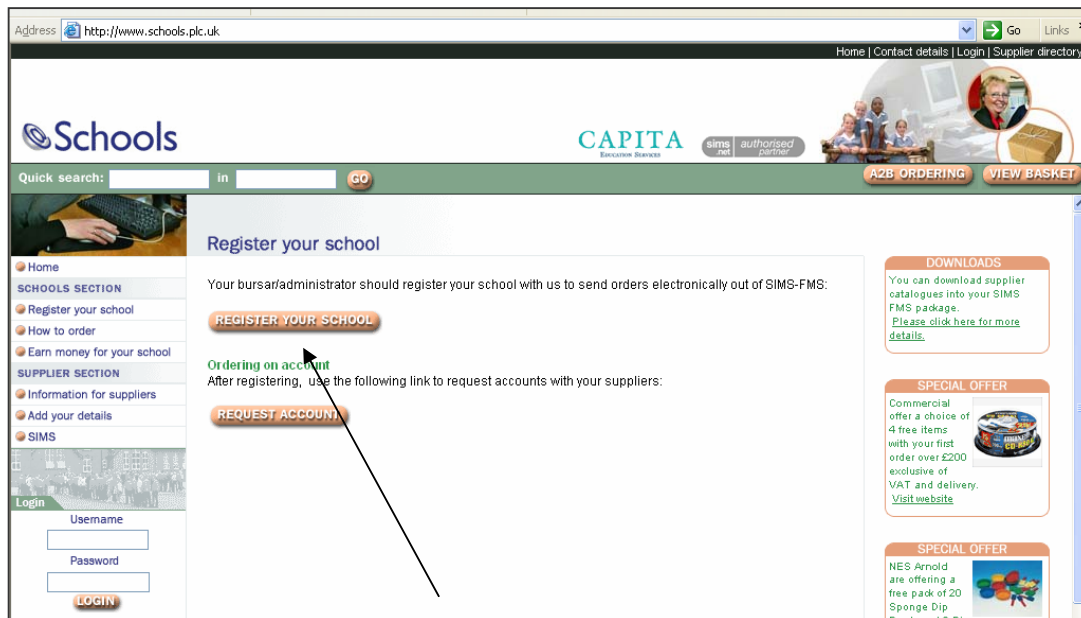 Address http://www.schools.plc.uk Go Links
Home | Contact details | Login | Supplier directory
Schools
CAPITA
EDUCATION SERVICES
sims .net authorised partner
Quick search: in GO
A2B ORDERING VIEW BASKET
Home
SCHOOLS SECTION
Register your school
How to order
Earn money for your school
SUPPLIER SECTION
Information for suppliers
Add your details
SIMS
Login
Username
Password
LOGIN
Register your school
Your bursar/administrator should register your school with us to send orders electronically out of SIMS-FMS:
REGISTER YOUR SCHOOL
Ordering on account
After registering, use the following link to request accounts with your suppliers:
REQUEST ACCOUNT
DOWNLOADS
You can download supplier
catalogues into your SIMS
FMS package.
Please click here for more
details.
SPECIAL OFFER
Commercial
offer a choice of
4 free items
with your first
order over £200
exclusive of
VAT and delivery.
Visit website
SPECIAL OFFER
NES Arnold
are offering a
free pack of 20
Sponge Dip